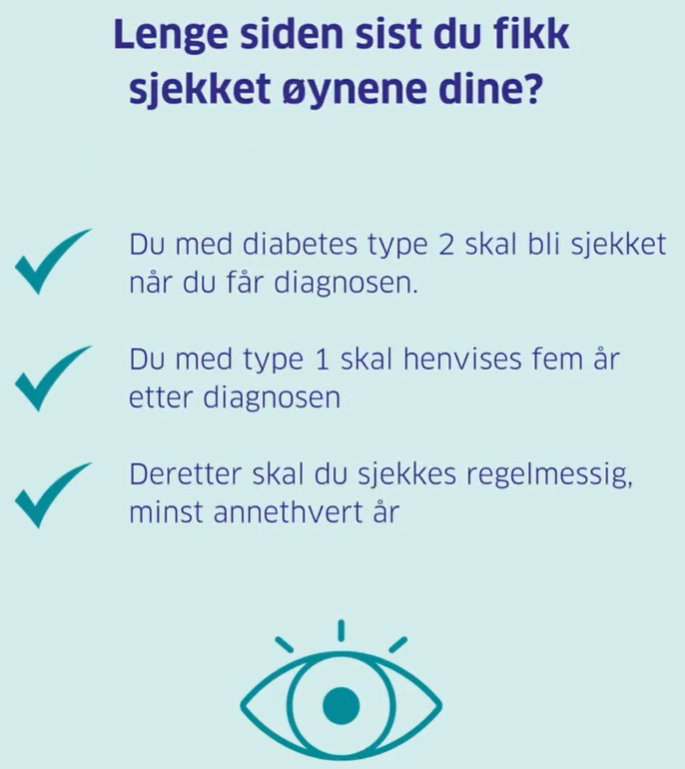 Lenge siden sist du fikk
sjekket øynene dine?
Du med diabetes type 2 skal bli sjekket
når du får diagnosen.
Du med type 1 skal henvises fem år
etter diagnosen
Deretter skal du sjekkes regelmessig,
minst annethvert år